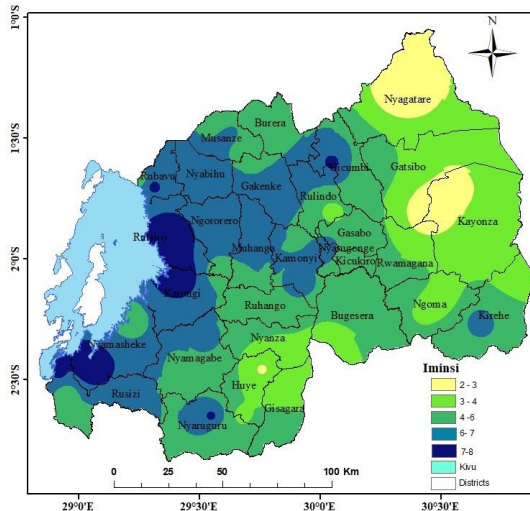 1°0'S
1°30'S
2°0'S
2°30'S
N
Nyagatare
Burera
Musanze
Gicumbi
Gatsibo
Rubavu
Nyabihu
Gakenke
Rulindo
Kayonza
Ngororero
Rutsiro
Gasabo
Muhanga
Nyarugenge
Kamonyi
Kicukiro
Rwamagana
Karongi
Ruhango
Bugesera
Ngoma
Kirehe
Nyamasheke
Nyanza
Nyamagabe
Huye
Rusizi
Gisagara
Nyaruguru
Iminsi
2 - 3
3 - 4
4 -6
6- 7
7-8
Kivu
Districts
0 25 50 100 Km
29°0'E 29°30'E 30°0'E 30°30'E